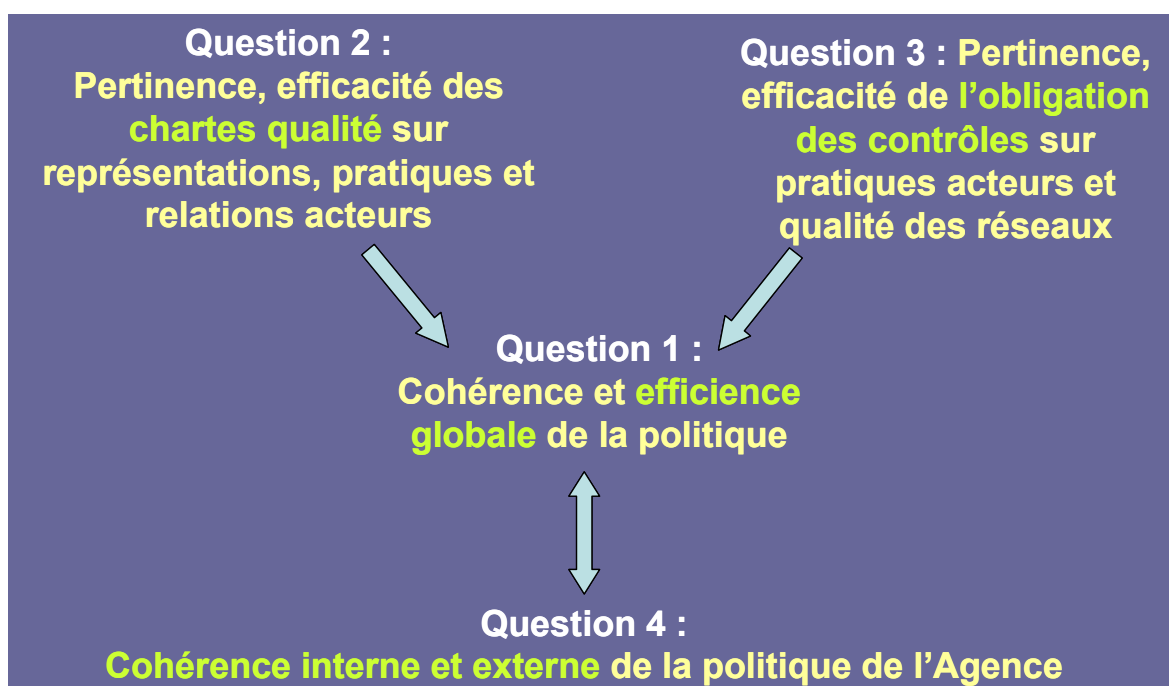 Question 2 :
Pertinence, efficacité des
chartes qualité sur
représentations, pratiques et
relations acteurs
Question 3 : Pertinence,
efficacité de l’obligation
des contrôles sur
pratiques acteurs et
qualité des réseaux
Question 1 :
Cohérence et efficience
globale de la politique
Question 4 :
Cohérence interne et externe de la politique de l’Agence